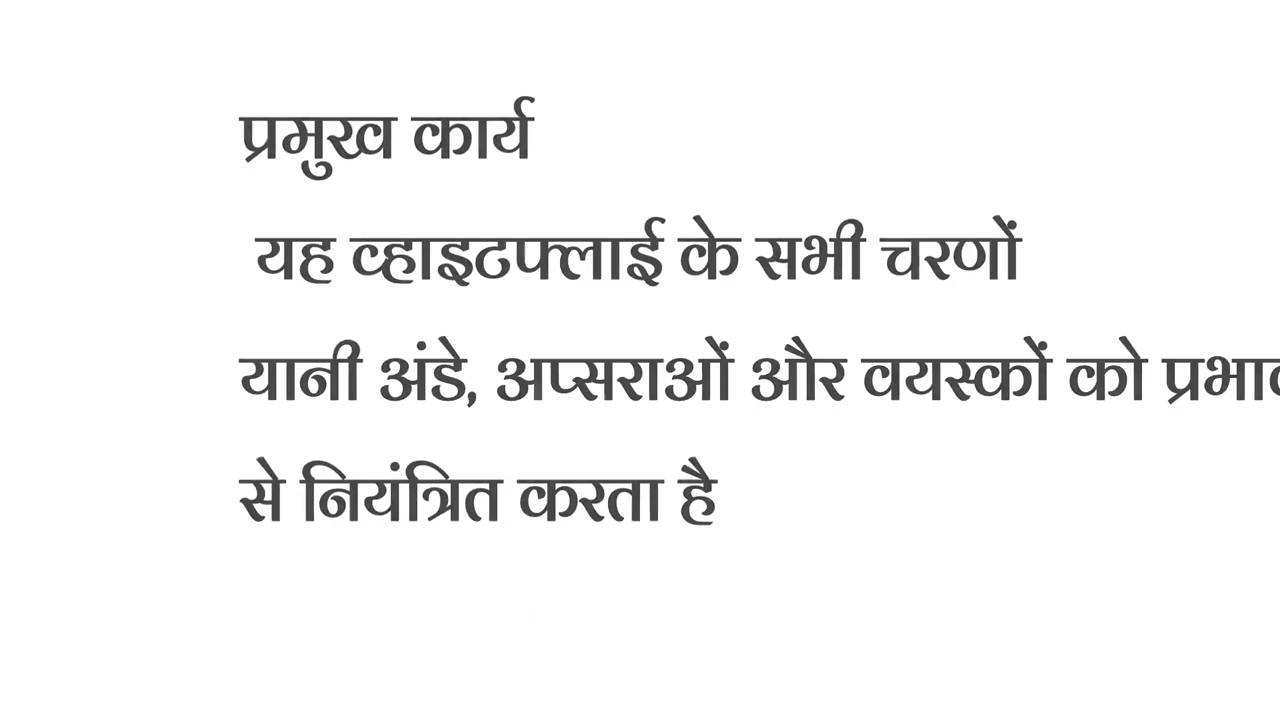 प्रमुख कार्य
यह व्हाइटफ्लाई के सभी चरणों
यानी अंडे, अप्सराओं और वयस्कों को
से नियंत्रित करता है